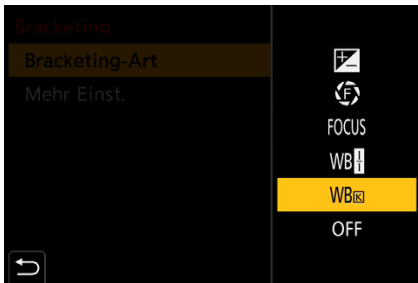 Bracketing
Bracketing-Art
Mehr Einst.
F
FOCUS
WB
WB K
OFF